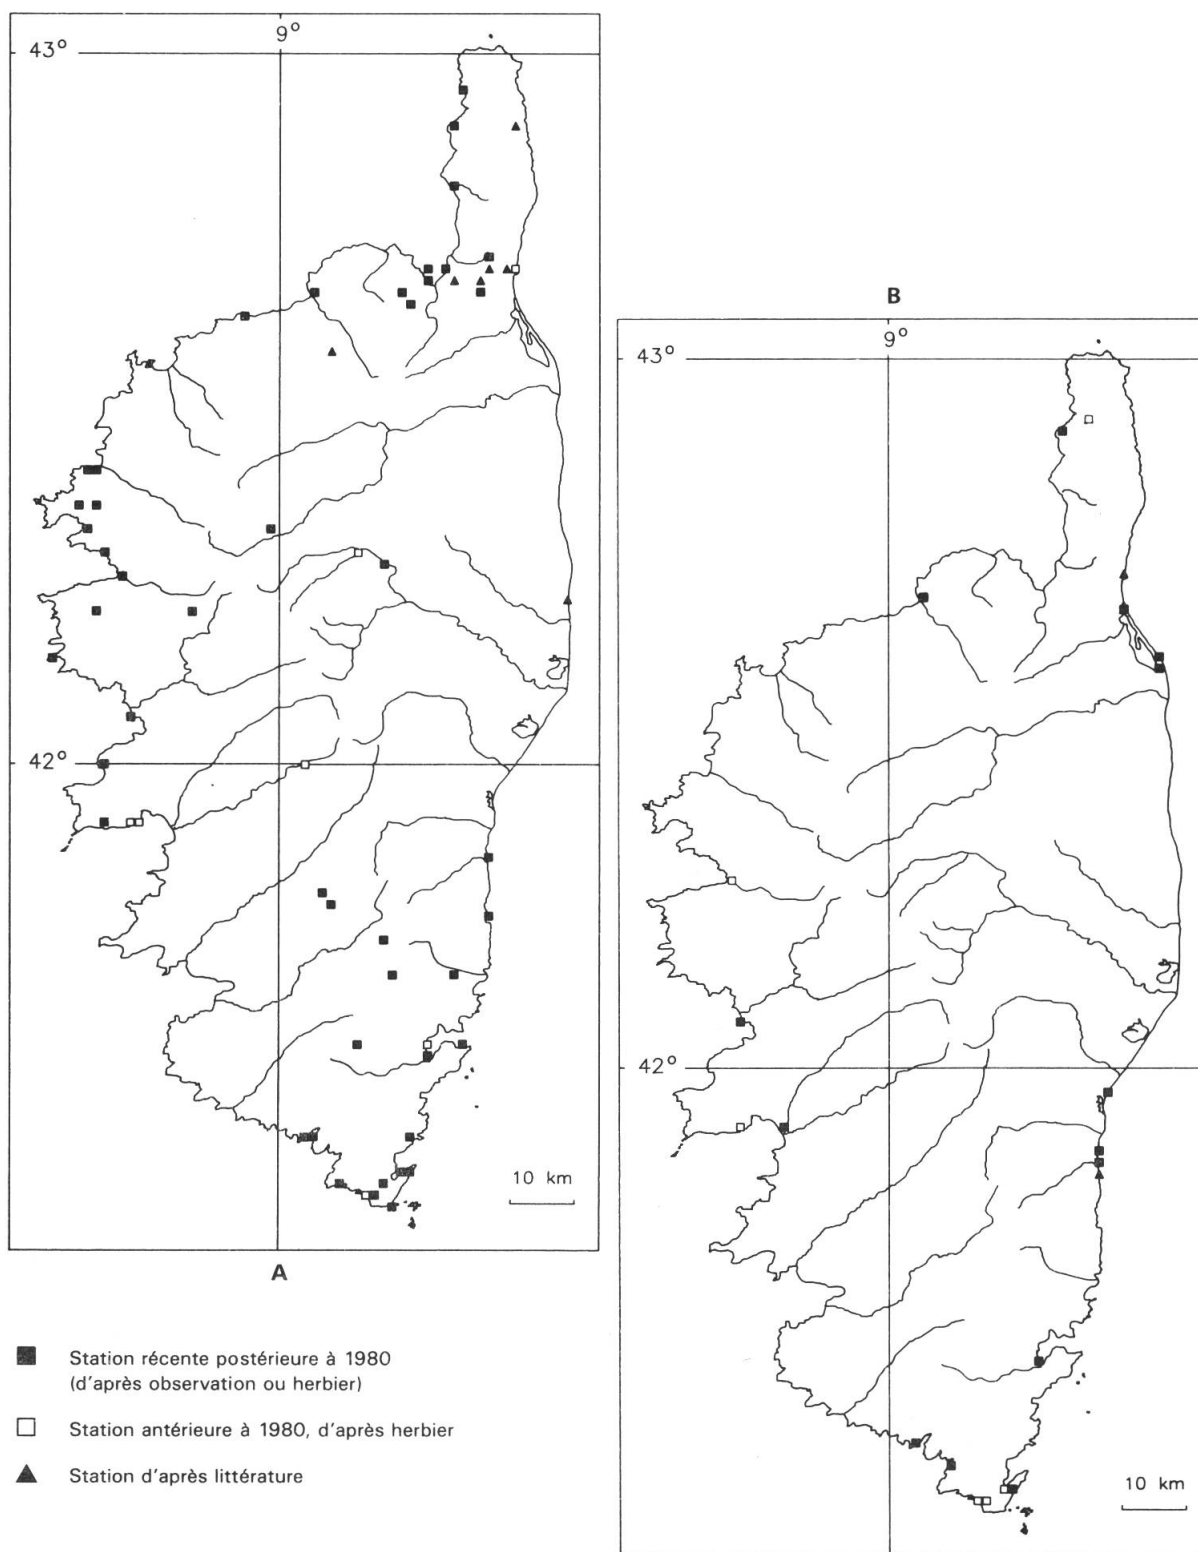 9°
43°
42°
10 km
A
B
9°
43°
42°
10 km
Station récente postérieure à 1980
(d'après observation ou herbier)
Station antérieure à 1980, d'après herbier
Station d'après littérature